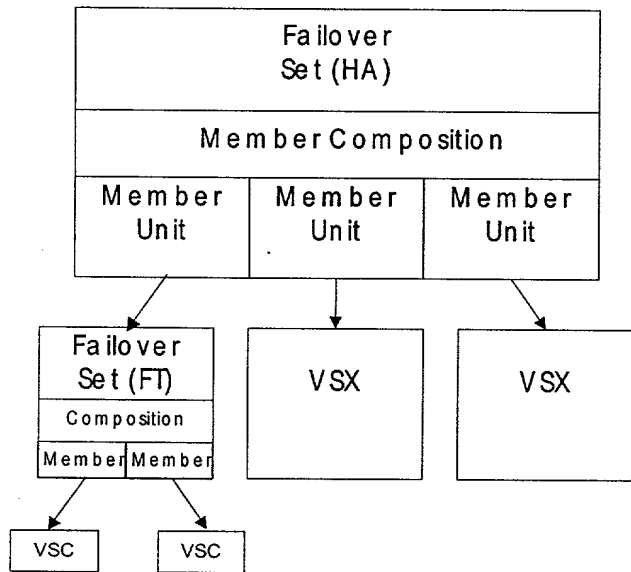 Failover
Set (HA)
Member Composition
Member
Unit
Member
Unit
Member
Unit
Failover
Set (FT)
Composition
Member
Member
VSX
VSX
VSC
VSC